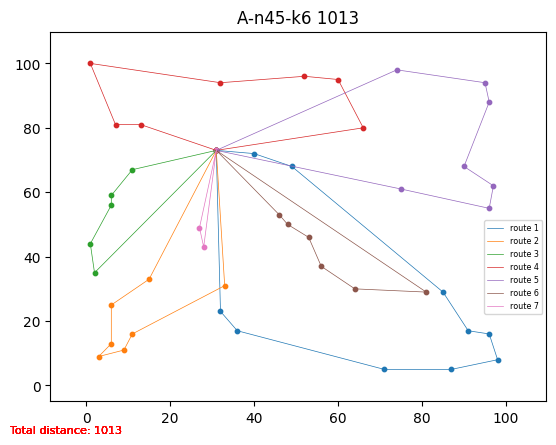 A-n45-k6 1013
100
80
60
40
20
0
0 20 40 60 80 100
route 1
route 2
route 3
route 4
route 5
route 6
route 7
Total distance: 1013